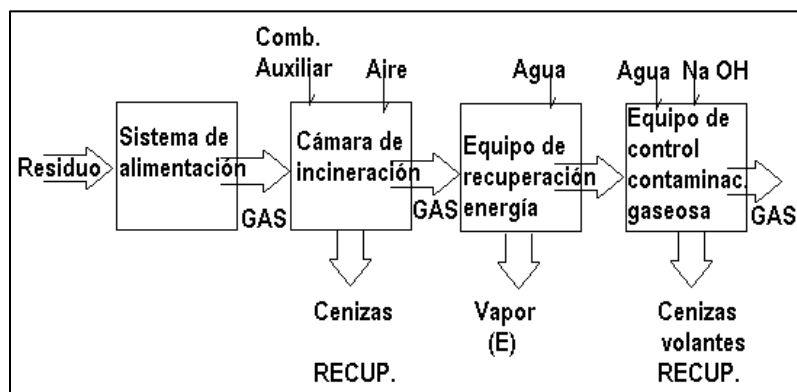 Comb.
Auxiliar
Aire
Agua
Agua
Na OH
Residuo
Sistema de
alimentación
GAS
Cámara de
incineración
GAS
Equipo de
recuperación
energía
Equipo de
control
contaminac.
gaseosa
GAS
Cenizas
RECUP.
Vapor
(E)
Cenizas
volantes
RECUP.